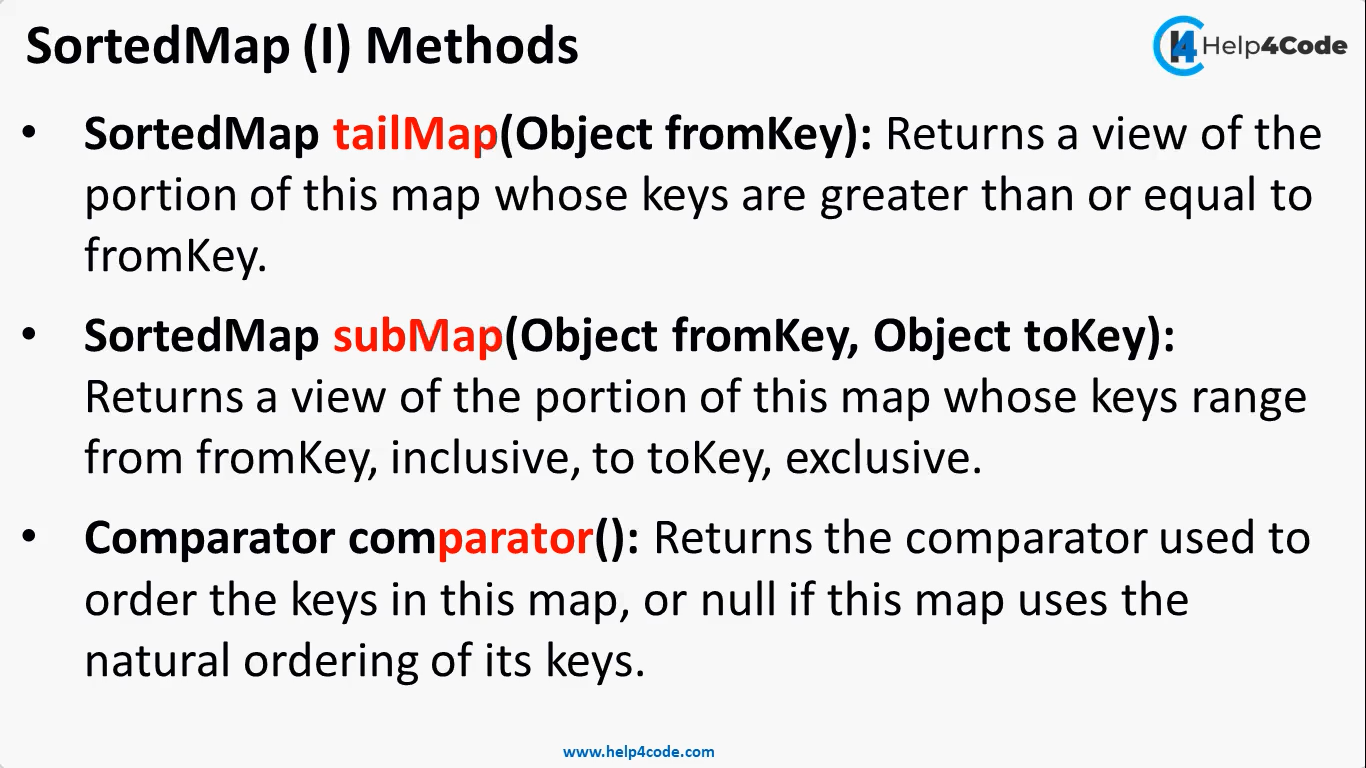 SortedMap (I) Methods
Help4Code
• SortedMap tailMap(Object fromKey): Returns a view of the
portion of this map whose keys are greater than or equal to
fromKey.
• SortedMap subMap(Object fromKey, Object toKey):
Returns a view of the portion of this map whose keys range
from fromKey, inclusive, to toKey, exclusive.
• Comparator comparator(): Returns the comparator used to
order the keys in this map, or null if this map uses the
natural ordering of its keys.
www.help4code.com